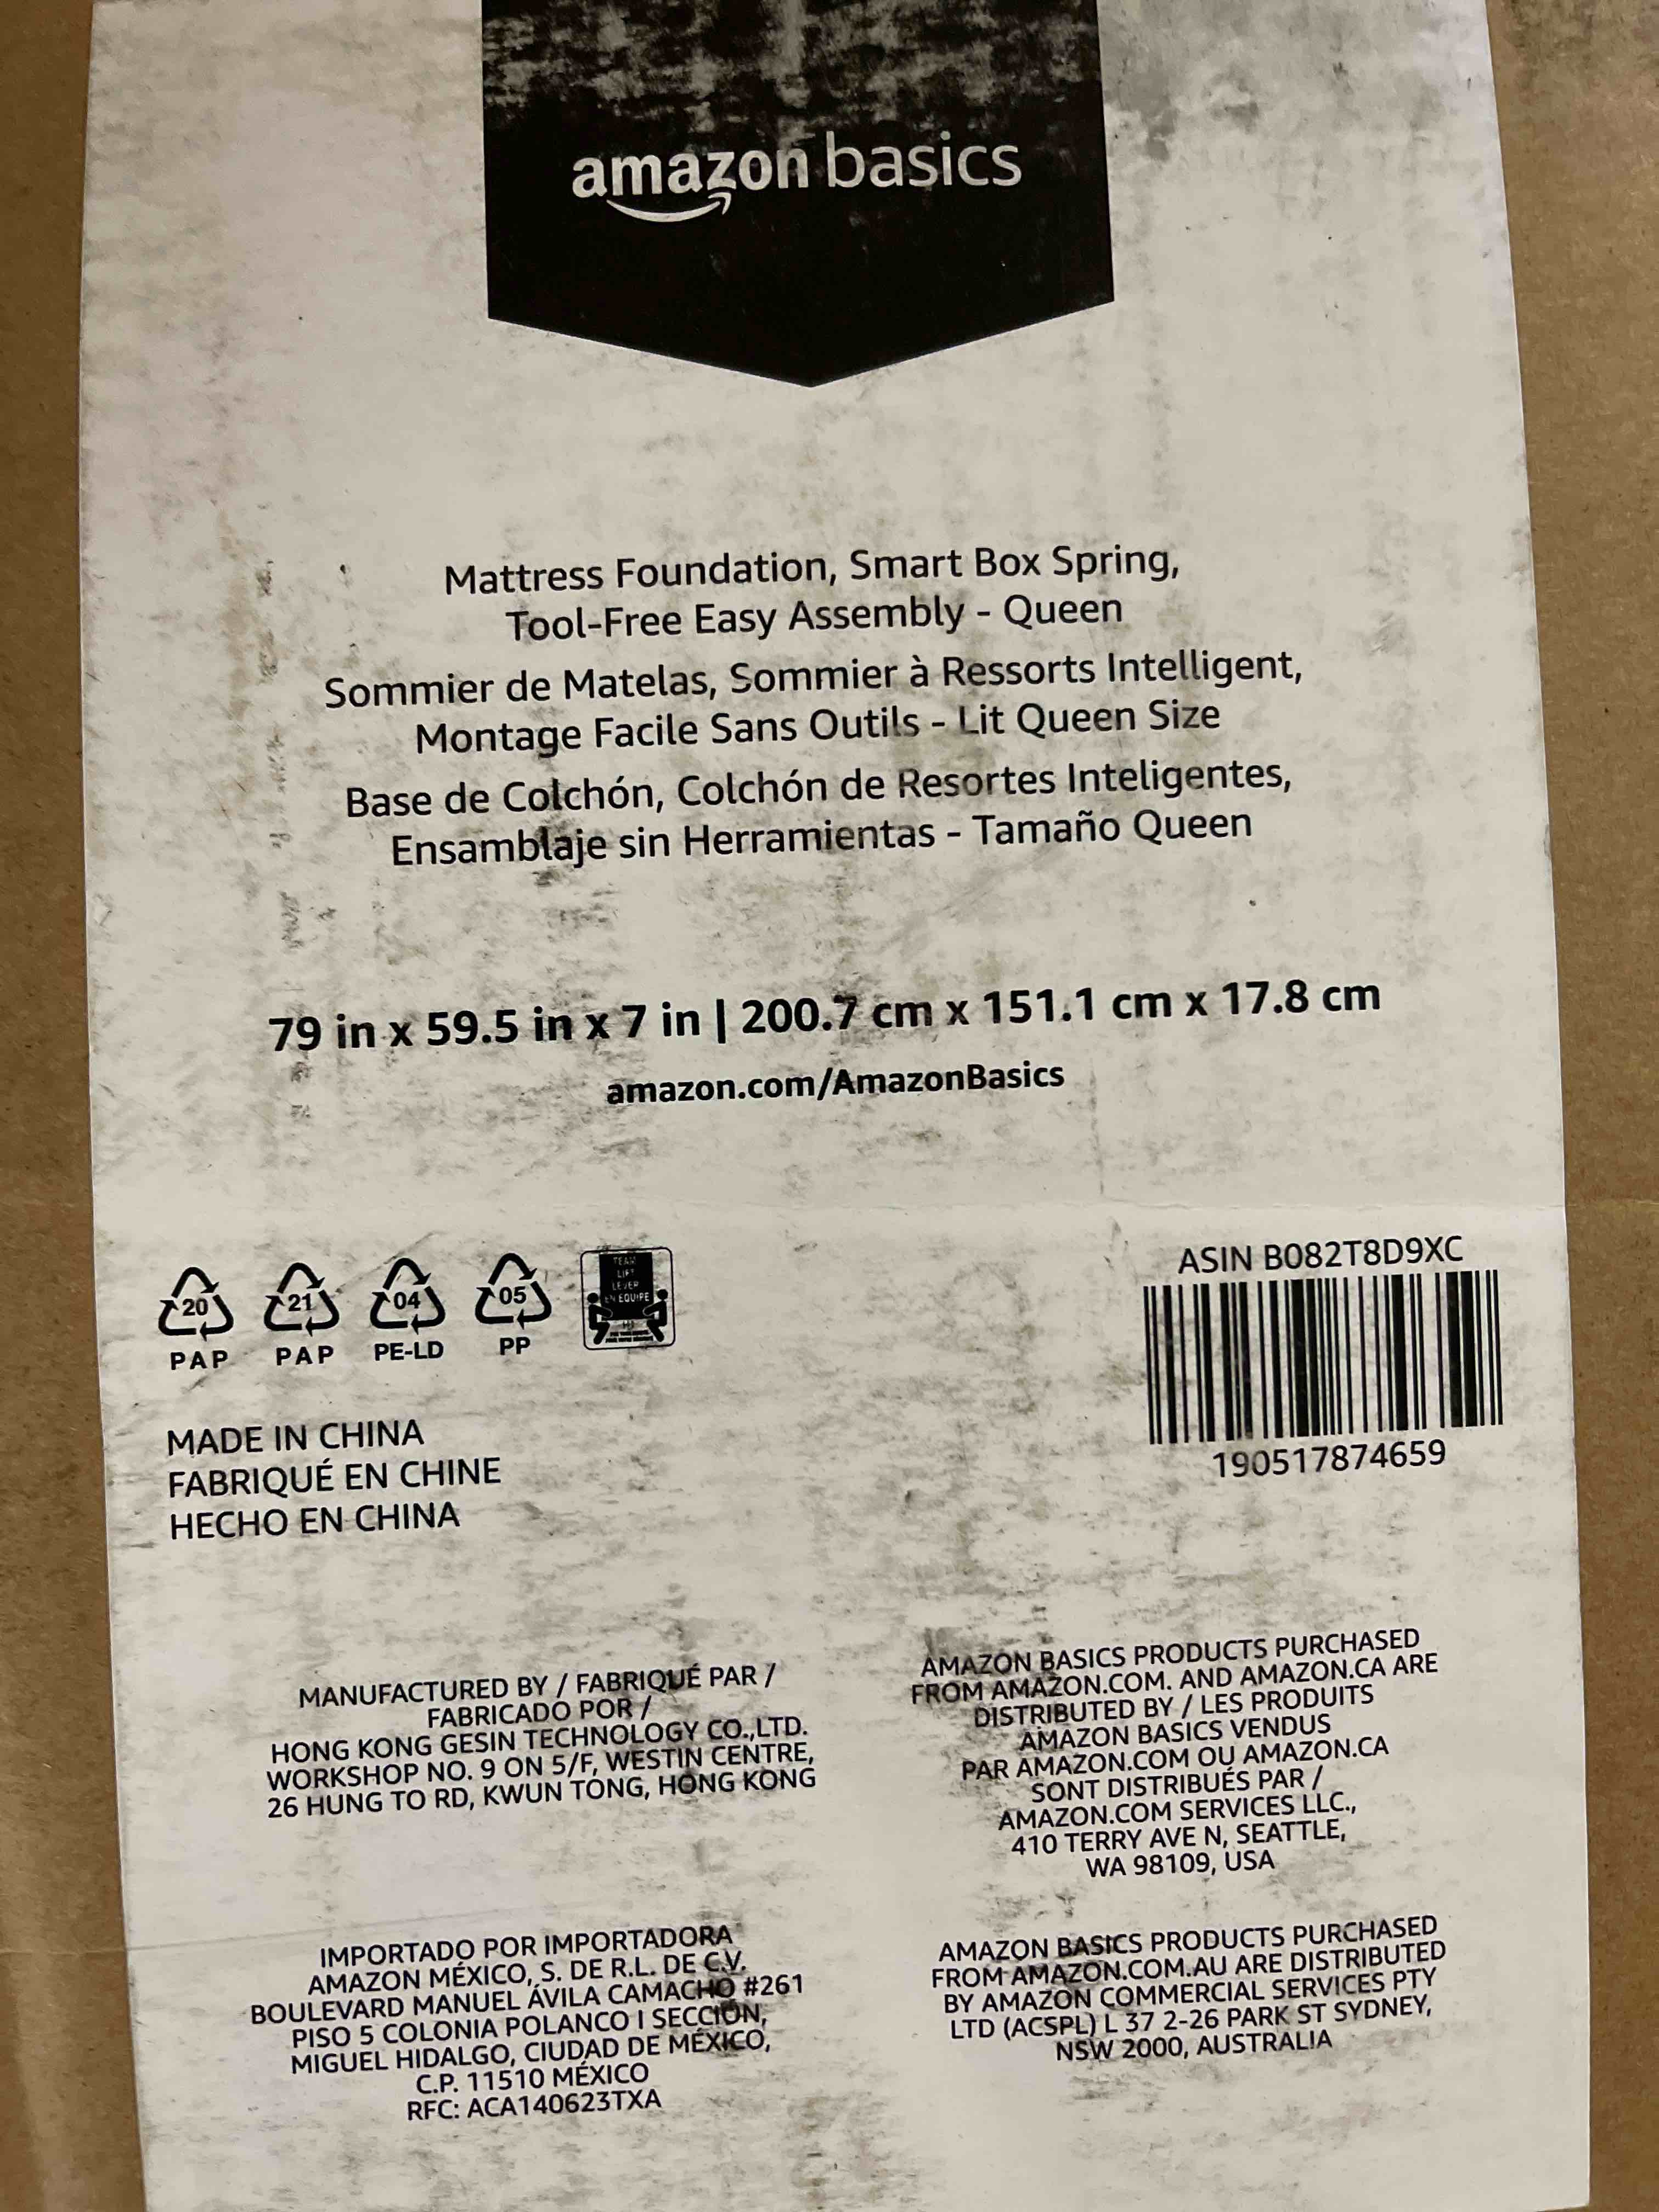 amazon basics
Mattress Foundation, Smart Box Spring,
Tool-Free Easy Assembly - Queen
Sommier de Matelas, Sommier à Ressorts Intelligent,
Montage Facile Sans Outils - Lit Queen Size
Base de Colchón, Colchón de Resortes Inteligentes,
Ensamblaje sin Herramientas - Tamaño Queen
79 in x 59.5 in x 7 in | 200.7 cm x 151.1 cm x 17.8 cm
amazon.com/AmazonBasics
20
PAP
21
PAP
04
PE-LD
05
PP
TEAM
LIFT
LEVER
EN EQUIPE
ASIN B082T8D9XC
190517874659
MADE IN CHINA
FABRIQUÉ EN CHINE
HECHO EN CHINA
MANUFACTURED BY / FABRIQUÉ PAR /
FABRICADO POR /
HONG KONG GESIN TECHNOLOGY CO.,LTD.
WORKSHOP NO. 9 ON 5/F, WESTIN CENTRE,
26 HUNG TO RD, KWUN TONG, HONG KONG
AMAZON BASICS PRODUCTS PURCHASED
FROM AMAZON.COM. AND AMAZON.CA ARE
DISTRIBUTED BY / LES PRODUITS
AMAZON BASICS VENDUS
PAR AMAZON.COM OU AMAZON.CA
SONT DISTRIBUÉS PAR /
AMAZON.COM SERVICES LLC.,
410 TERRY AVE N, SEATTLE,
WA 98109, USA
IMPORTADO POR IMPORTADORA
AMAZON MÉXICO, S. DE R.L. DE C.V.
BOULEVARD MANUEL ÁVILA CAMACHO #261
PISO 5 COLONIA POLANCO I SECCIÓN,
MIGUEL HIDALGO, CIUDAD DE MÉXICO,
C.P. 11510 MÉXICO
RFC: ACA140623TXA
AMAZON BASICS PRODUCTS PURCHASED
FROM AMAZON.COM.AU ARE DISTRIBUTED
BY AMAZON COMMERCIAL SERVICES PTY
LTD (ACSPL) L 37 2-26 PARK ST SYDNEY,
NSW 2000, AUSTRALIA